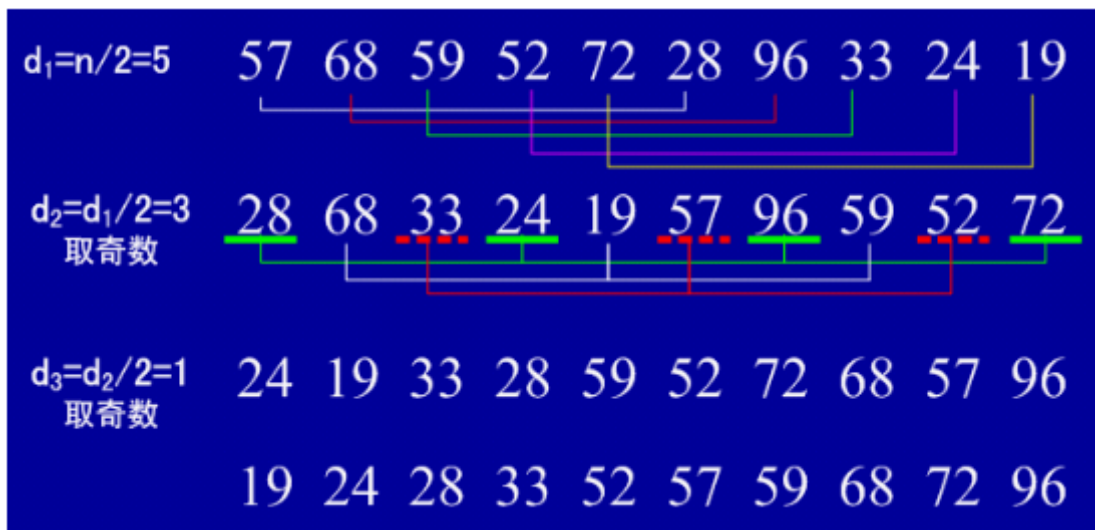 d₁=n/2=5 57 68 59 52 72 28 96 33 24 19
d₂=d₁/2=3 28 68 33 24 19 57 96 59 52 72
取奇数
d₃=d₂/2=1 24 19 33 28 59 52 72 68 57 96
取奇数
19 24 28 33 52 57 59 68 72 96